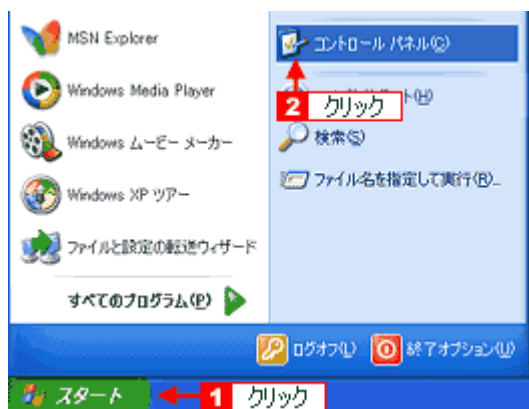 MSN Explorer
Windows Media Player
Windows ムービー メーカー
Windows XP ツアー
ファイルと設定の転送ウィザード
すべてのプログラム(P)
コントロール パネル(C)
2 クリック
ト(H)
検索(S)
ファイル名を指定して実行(R)...
ログオフ(L)
終了オプション(U)
スタート
1 クリック